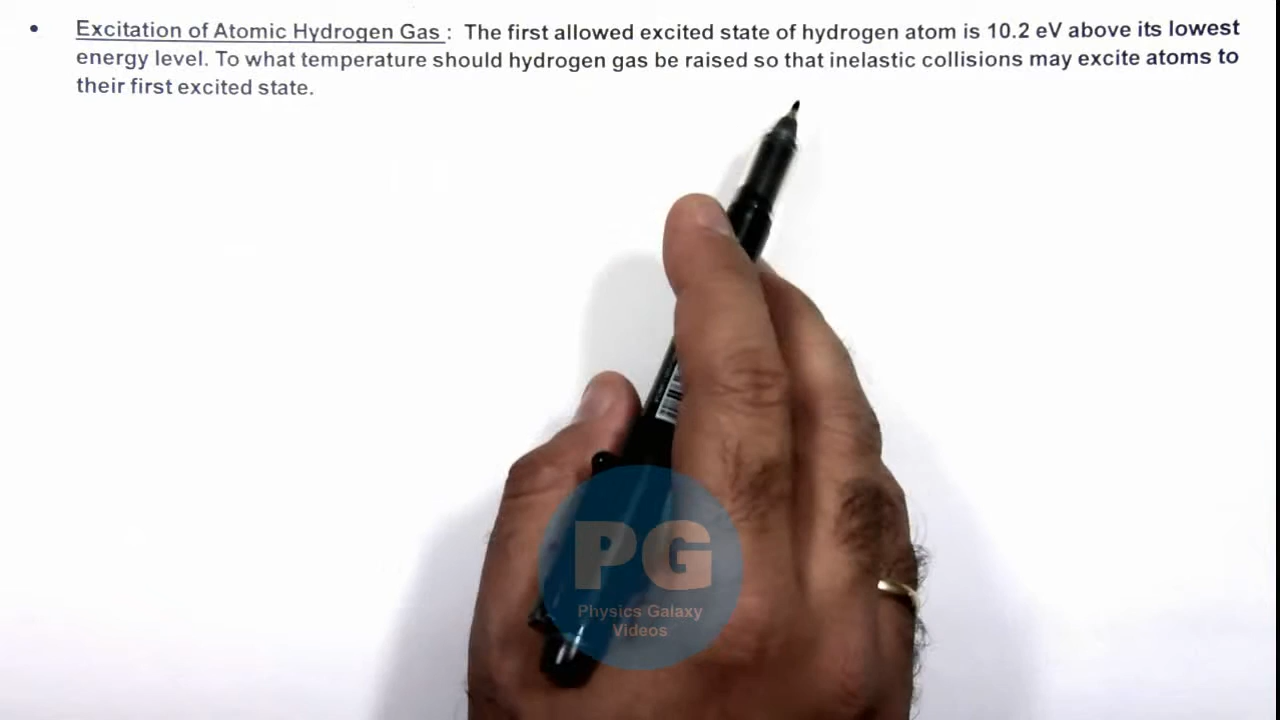 • Excitation of Atomic Hydrogen Gas : The first allowed excited state of hydrogen atom is 10.2 eV above its lowest
energy level. To what temperature should hydrogen gas be raised so that inelastic collisions may excite atoms to
their first excited state.
PG
Physics Galaxy
Videos